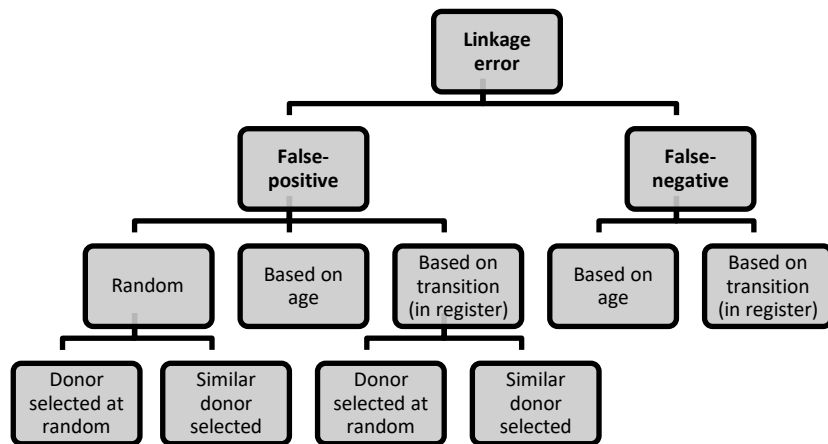 Linkage
error
False-
positive
False-
negative
Random
Based on
age
Based on
transition
(in register)
Based on
age
Based on
transition
(in register)
Donor
selected at
random
Similar
donor
selected
Donor
selected at
random
Similar
donor
selected